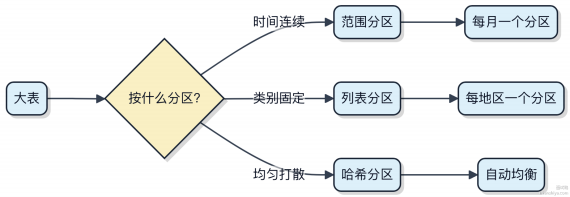 大表
按什么分区?
时间连续
范围分区
每月一个分区
类别固定
列表分区
每地区一个分区
均匀打散
哈希分区
自动均衡